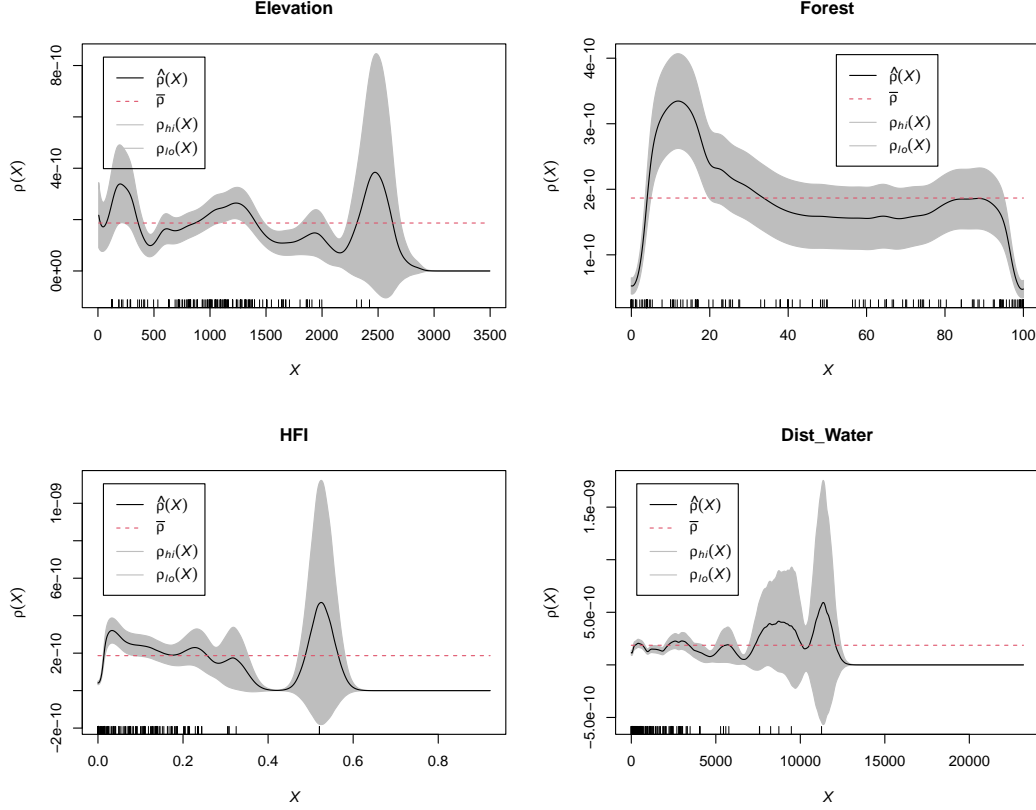 Elevation
ρ̂(X)
ρ̄
ρhi(X)
ρlo(X)
ρ(X)
0e+00
4e−10
8e−10
0
500
1000
1500
2000
2500
3000
3500
X
Forest
ρ̂(X)
ρ̄
ρhi(X)
ρlo(X)
ρ(X)
1e−10
2e−10
3e−10
4e−10
0
20
40
60
80
100
X
HFI
ρ̂(X)
ρ̄
ρhi(X)
ρlo(X)
ρ(X)
−2e−10
2e−10
6e−10
1e−09
0.0
0.2
0.4
0.6
0.8
X
Dist_Water
ρ̂(X)
ρ̄
ρhi(X)
ρlo(X)
ρ(X)
−5.0e−10
5.0e−10
1.5e−09
0
5000
10000
15000
20000
X